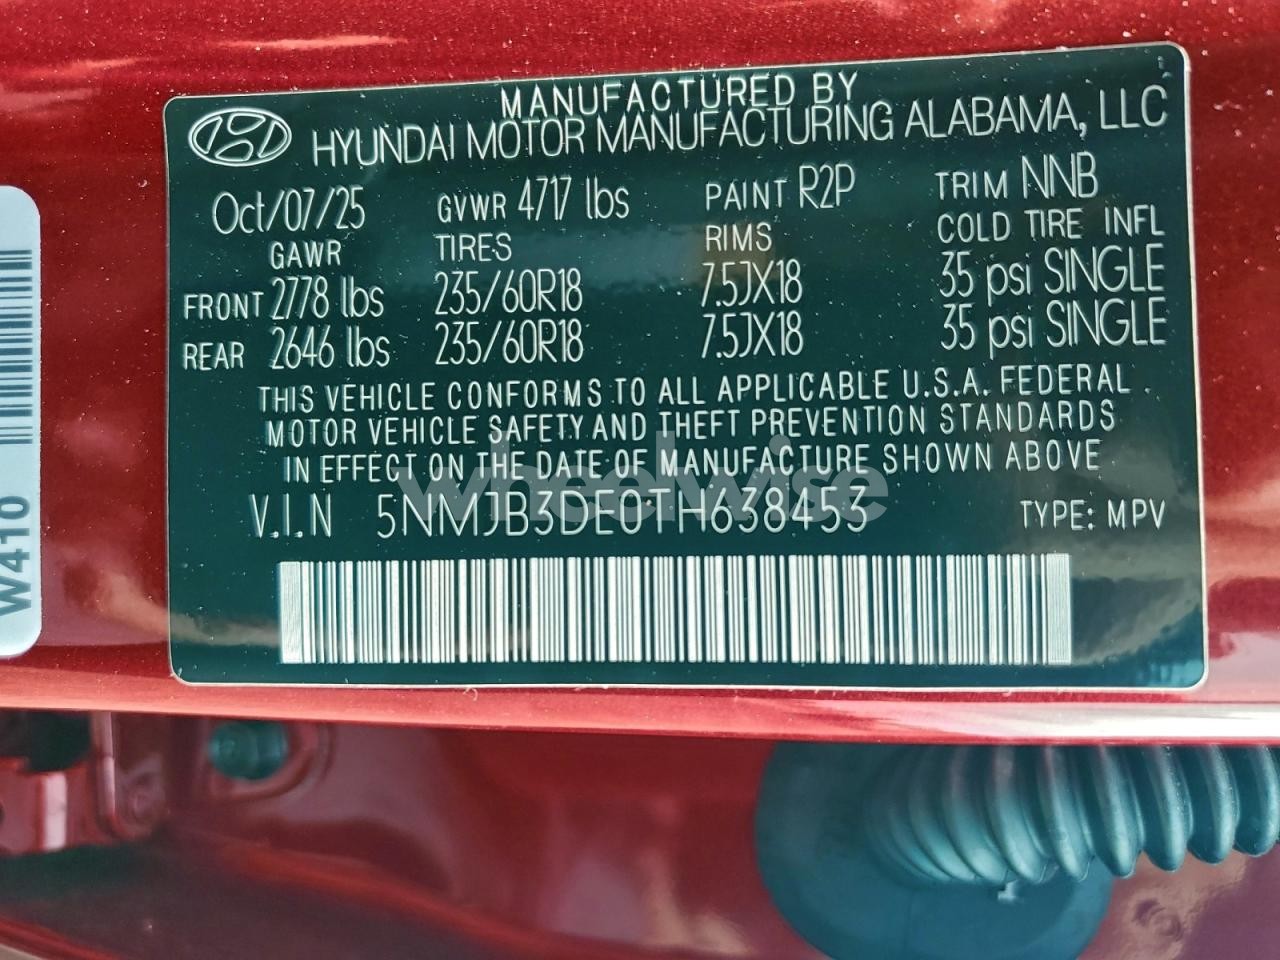 MANUFACTURED BY
HYUNDAI MOTOR MANUFACTURING ALABAMA, LLC
Oct/07/25 GVWR 4717 lbs PAINT R2P TRIM NNB
GAWR TIRES RIMS COLD TIRE INFL
FRONT 2778 lbs 235/60R18 7.5JX18 35 psi SINGLE
REAR 2646 lbs 235/60R18 7.5JX18 35 psi SINGLE
THIS VEHICLE CONFORMS TO ALL APPLICABLE U.S.A. FEDERAL
MOTOR VEHICLE SAFETY AND THEFT PREVENTION STANDARDS
IN EFFECT ON THE DATE OF MANUFACTURE SHOWN ABOVE
wheelwise
V.I.N 5NMJB3DE0TH638453 TYPE: MPV
W410